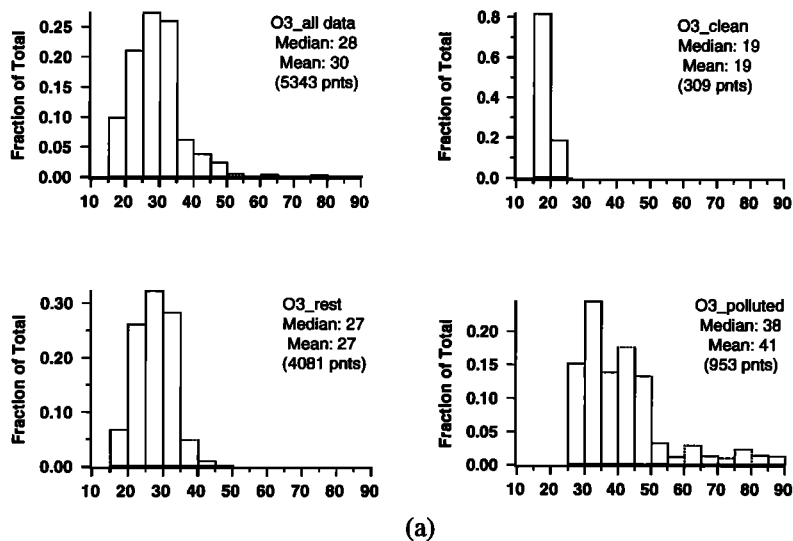 Fraction of Total
0.25
0.20
0.15
0.10
0.05
0.00
10 20 30 40 50 60 70 80 90
O3_all data
Median: 28
Mean: 30
(5343 pnts)
Fraction of Total
0.8
0.6
0.4
0.2
0.0
10 20 30 40 50 60 70 80 90
O3_clean
Median: 19
Mean: 19
(309 pnts)
Fraction of Total
0.30
0.20
0.10
0.00
10 20 30 40 50 60 70 80 90
O3_rest
Median: 27
Mean: 27
(4081 pnts)
Fraction of Total
0.20
0.15
0.10
0.05
0.00
10 20 30 40 50 60 70 80 90
O3_polluted
Median: 38
Mean: 41
(953 pnts)
(a)